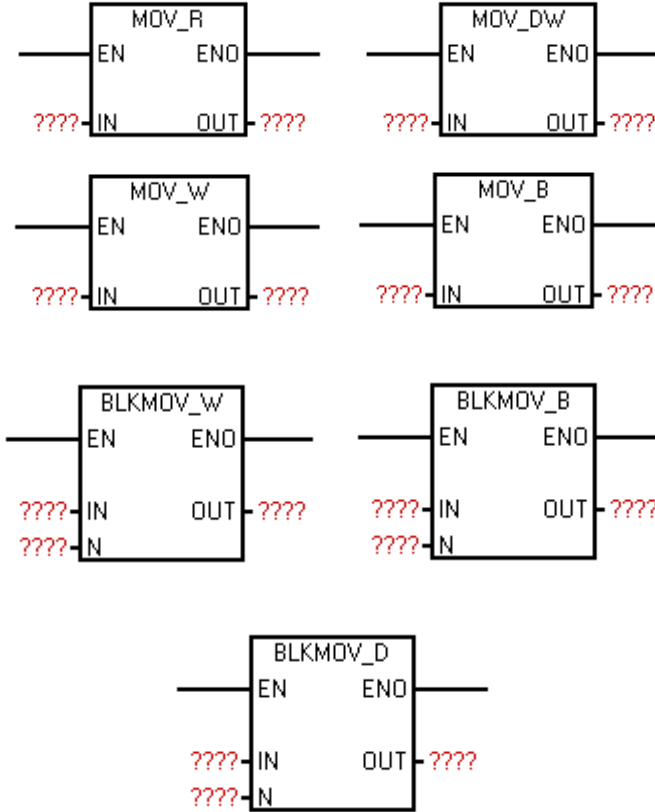 MOV_R
EN ENO
???? IN OUT ????
MOV_DW
EN ENO
???? IN OUT ????
MOV_W
EN ENO
???? IN OUT ????
MOV_B
EN ENO
???? IN OUT ????
BLKMOV_W
EN ENO
???? IN OUT ????
???? N
BLKMOV_B
EN ENO
???? IN OUT ????
???? N
BLKMOV_D
EN ENO
???? IN OUT ????
???? N